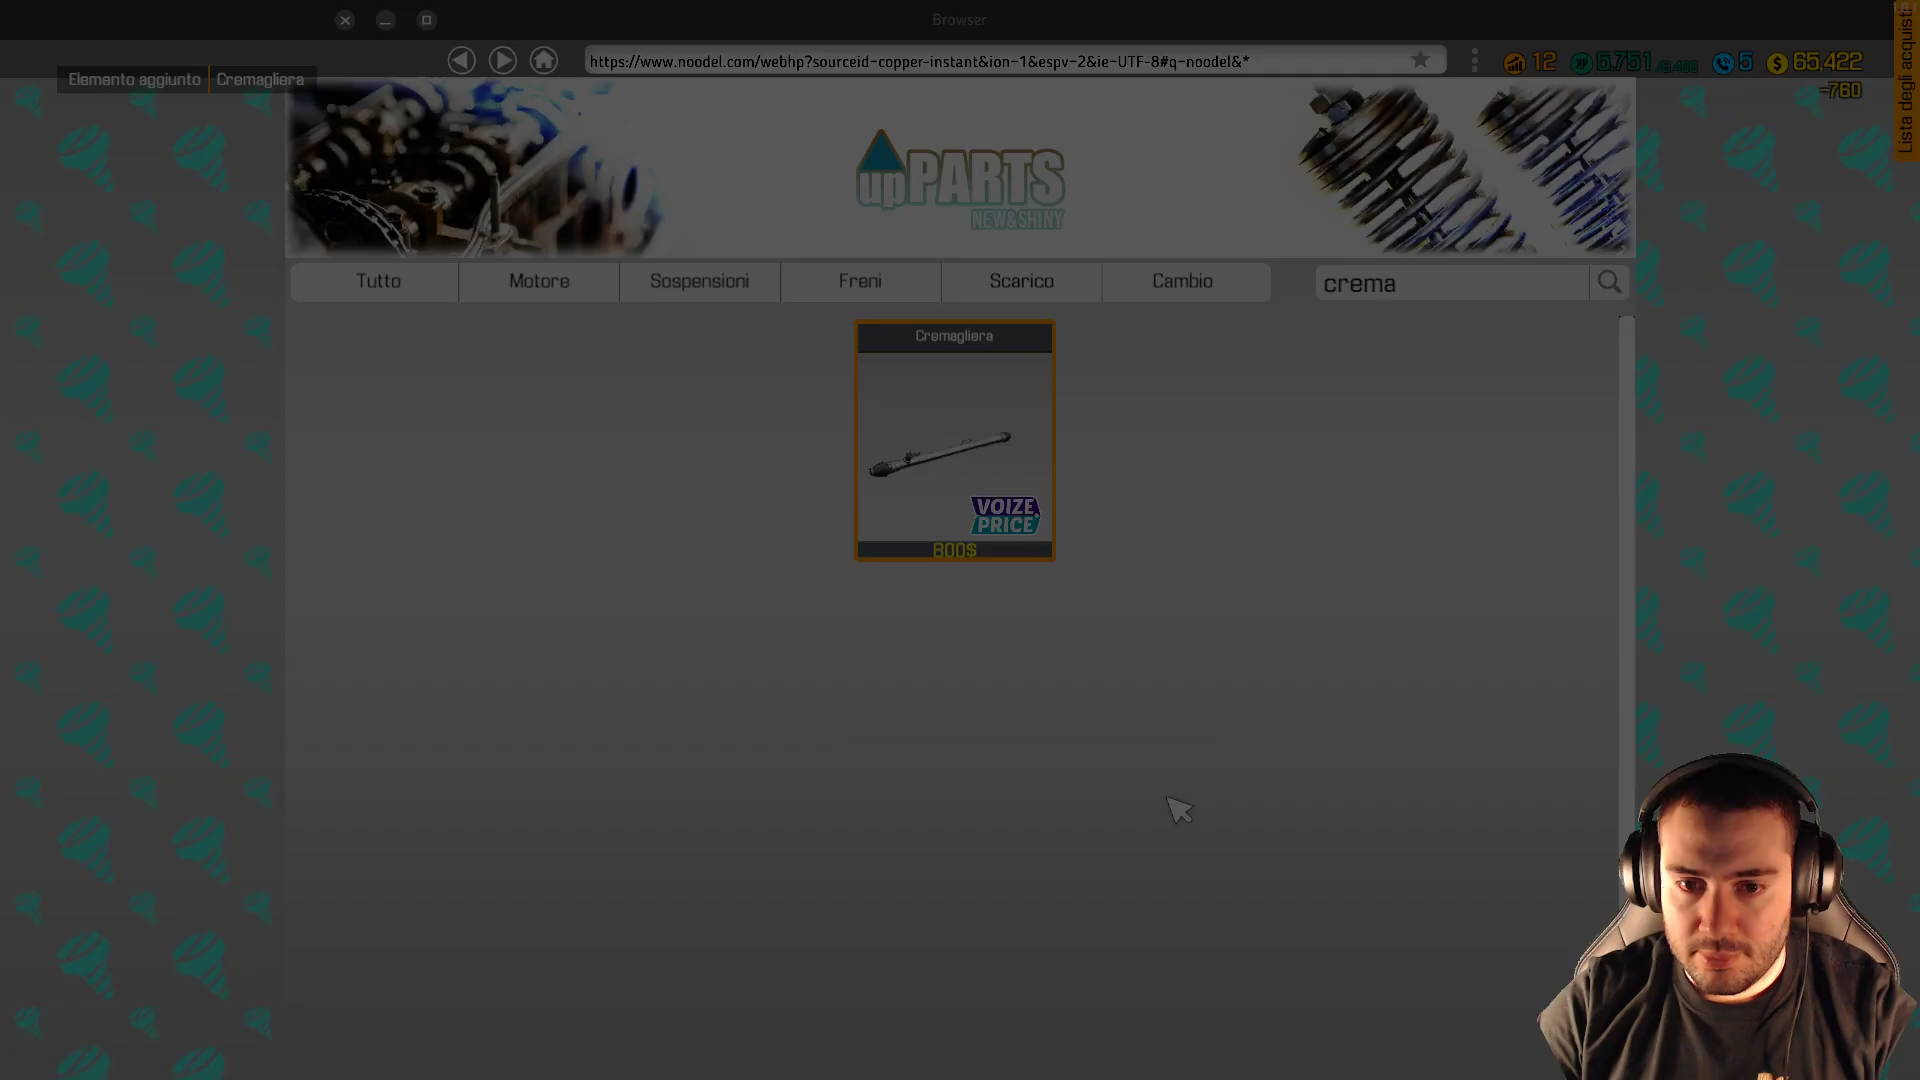 Browser
https://www.noodel.com/webhp?sourceid-copper-instant&ion-1&espv-2&ie-UTF-8#q-noodel&*
12
5,751
5
$ 65,422
-760
Lista degli acquisti
Elemento aggiunto Cremagliera
upPARTS
NEW&SHINY
Tutto
Motore
Sospensioni
Freni
Scarico
Cambio
crema
Cremagliera
VOIZE
PRICE
800$